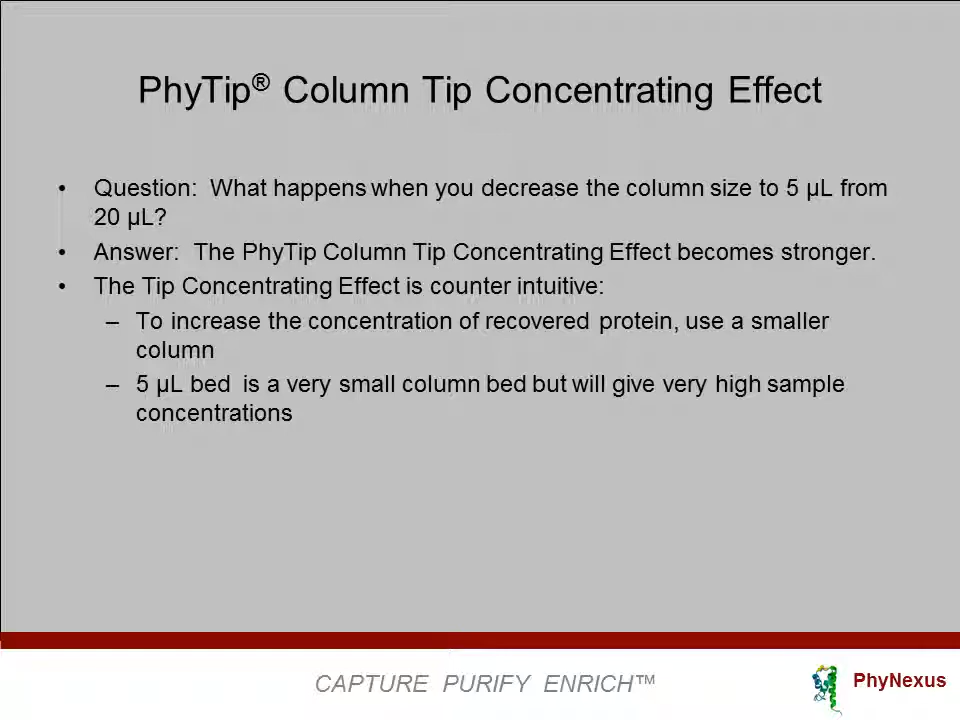 PhyTip® Column Tip Concentrating Effect
• Question:  What happens when you decrease the column size to 5 µL from
20 µL?
• Answer:  The PhyTip Column Tip Concentrating Effect becomes stronger.
• The Tip Concentrating Effect is counter intuitive:
– To increase the concentration of recovered protein, use a smaller
column
– 5 µL bed  is a very small column bed but will give very high sample
concentrations
CAPTURE  PURIFY  ENRICH™
PhyNexus